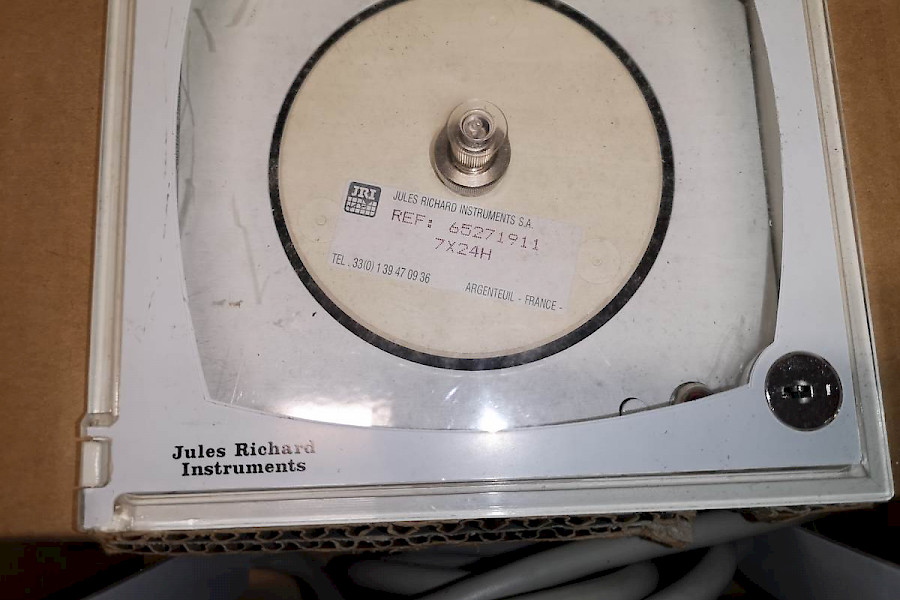 JRI
JULES RICHARD INSTRUMENTS S.A.
REF: 65271911
7X24H
TEL . 33(0) 1 39 47 09 36
ARGENTEUIL - FRANCE -
Jules Richard
Instruments